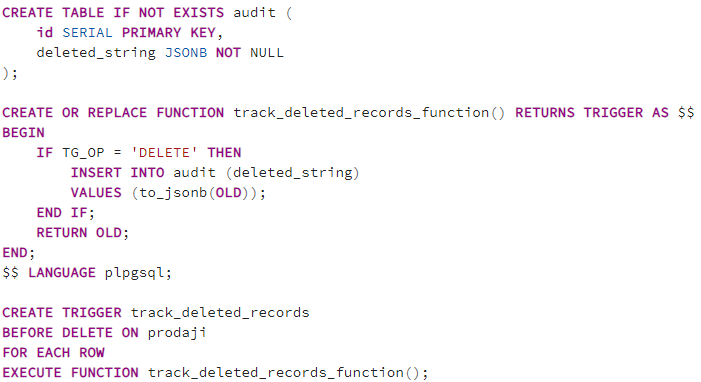 CREATE TABLE IF NOT EXISTS audit (
    id SERIAL PRIMARY KEY,
    deleted_string JSONB NOT NULL
);

CREATE OR REPLACE FUNCTION track_deleted_records_function() RETURNS TRIGGER AS $$
BEGIN
    IF TG_OP = 'DELETE' THEN
        INSERT INTO audit (deleted_string)
        VALUES (to_jsonb(OLD));
    END IF;
    RETURN OLD;
END;
$$ LANGUAGE plpgsql;

CREATE TRIGGER track_deleted_records
BEFORE DELETE ON prodaji
FOR EACH ROW
EXECUTE FUNCTION track_deleted_records_function();